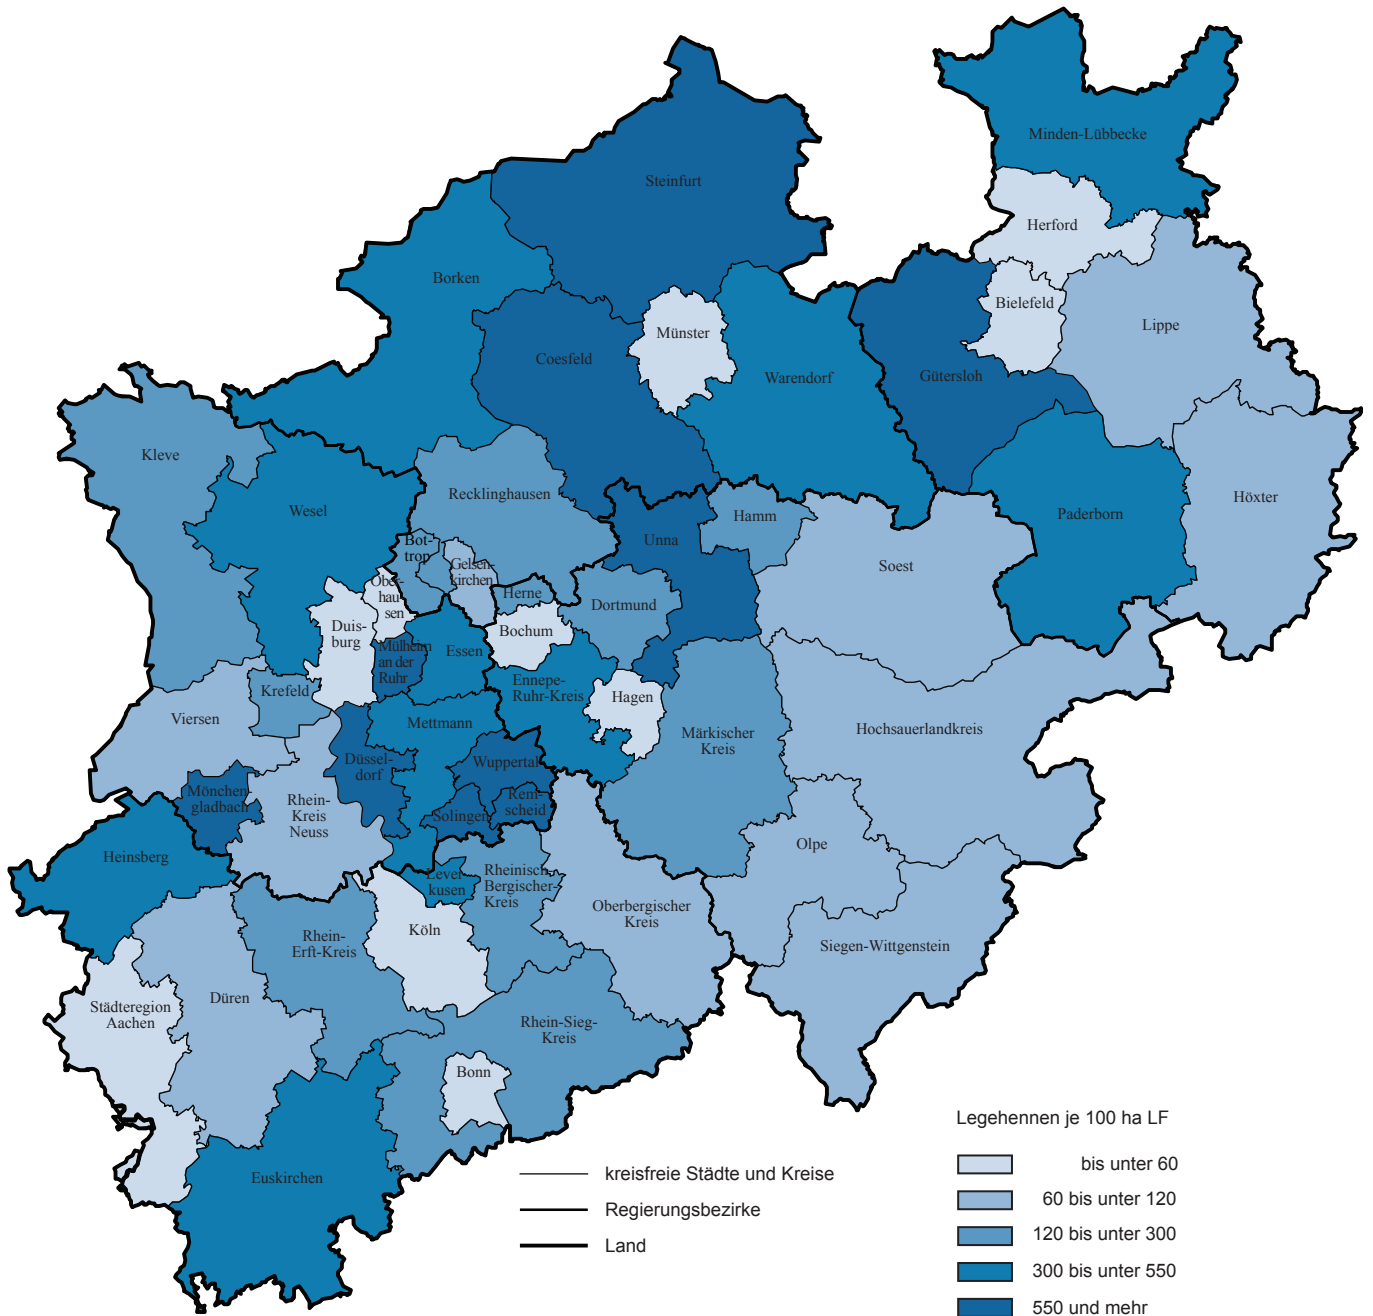 Minden-Lübbecke
Steinfurt
Herford
Borken
Bielefeld
Lippe
Münster
Coesfeld
Warendorf
Gütersloh
Kleve
Recklinghausen
Höxter
Wesel
Hamm
Paderborn
Unna
Bot-
trop
Gelsen-
kirchen
Soest
Ober-
hau-
sen
Herne
Dortmund
Duis-
burg
Bochum
Mülheim
an der
Ruhr
Essen
Ennepe-
Ruhr-Kreis
Krefeld
Hagen
Viersen
Mettmann
Märkischer
Kreis
Hochsauerlandkreis
Düssel-
dorf
Wuppertal
Mönchen-
gladbach
Rhein-
Kreis
Neuss
Rem-
scheid
Solingen
Olpe
Heinsberg
Lever-
kusen
Rheinisch-
Bergischer-
Kreis
Oberbergischer
Kreis
Köln
Rhein-
Erft-Kreis
Siegen-Wittgenstein
Düren
Städteregion
Aachen
Rhein-Sieg-
Kreis
Bonn
Euskirchen
kreisfreie Städte und Kreise
Regierungsbezirke
Land
Legehennen je 100 ha LF
bis unter 60
60 bis unter 120
120 bis unter 300
300 bis unter 550
550 und mehr